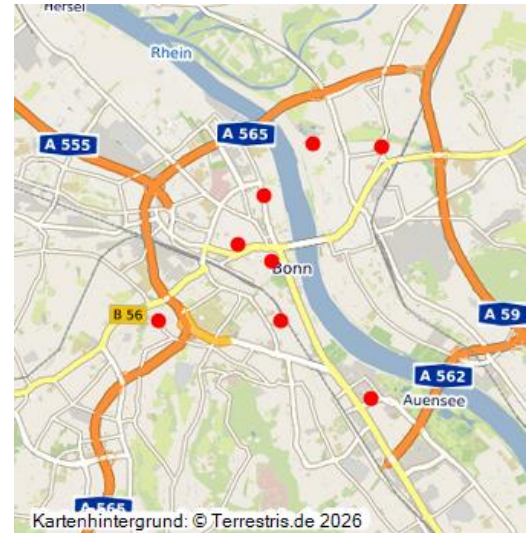 Hersel
Rhein
A 565
A 555
Bonn
B 56
A 59
A 562
Auensee
A 565
Kartenhintergrund: © Terrestris.de 2026